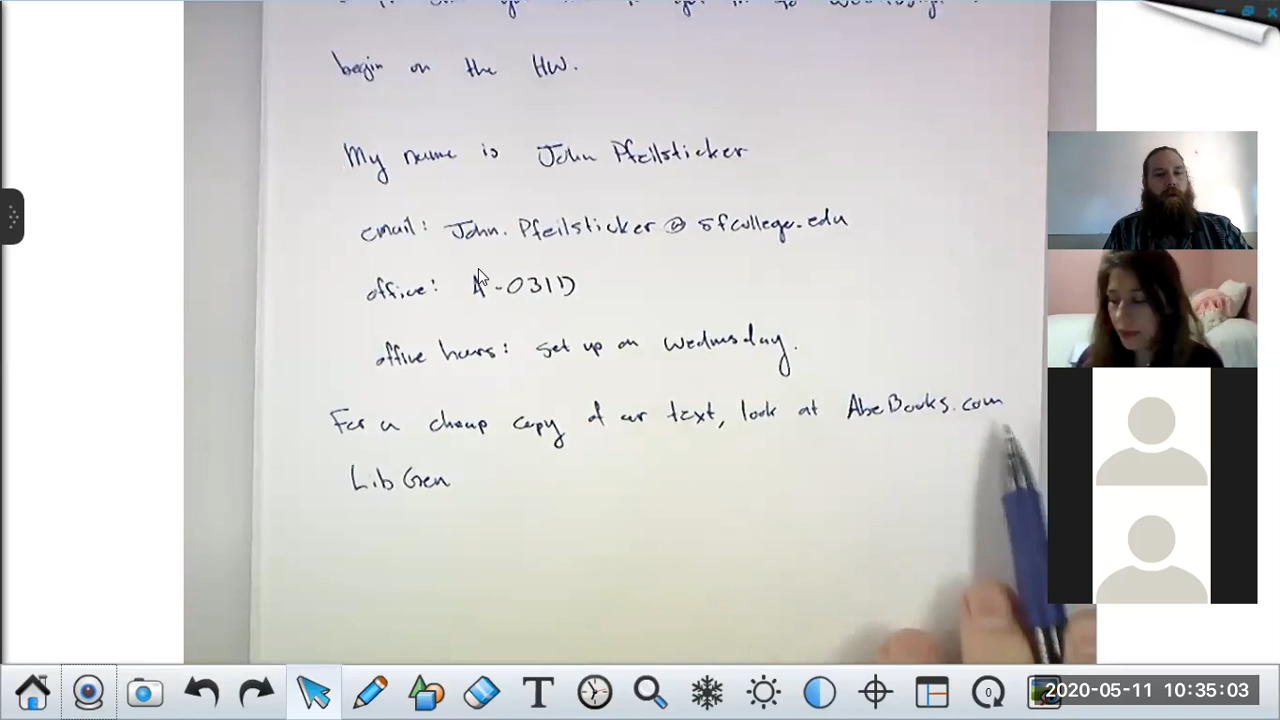 begin on the HW.
My name is John Pfeilsticker
email: John.Pfeilsticker@sfcollege.edu
office: A-031D
office hours: set up on Wednesday.
For a cheap copy of our text, look at AbeBooks.com
LibGen
T
0
2020-05-11 10:35:03